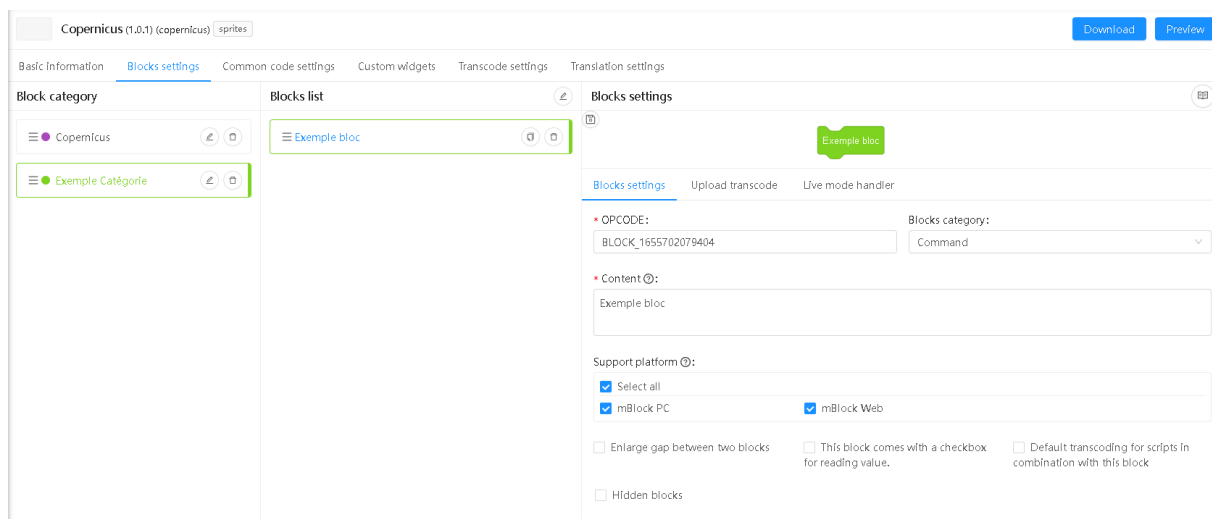 Copernicus (1.0.1) (copernicus) sprites
Download Preview
Basic information Blocks settings Common code settings Custom widgets Transcode settings Translation settings
Block category
Copernicus
Exemple Catégorie
Blocks list
Exemple bloc
Blocks settings
Exemple bloc
Blocks settings Upload transcode Live mode handler
* OPCODE:
BLOCK_1655702079404
Blocks category:
Command
* Content ?:
Exemple bloc
Support platform ?:
Select all
mBlock PC mBlock Web
Enlarge gap between two blocks
This block comes with a checkbox
for reading value.
Default transcoding for scripts in
combination with this block
Hidden blocks